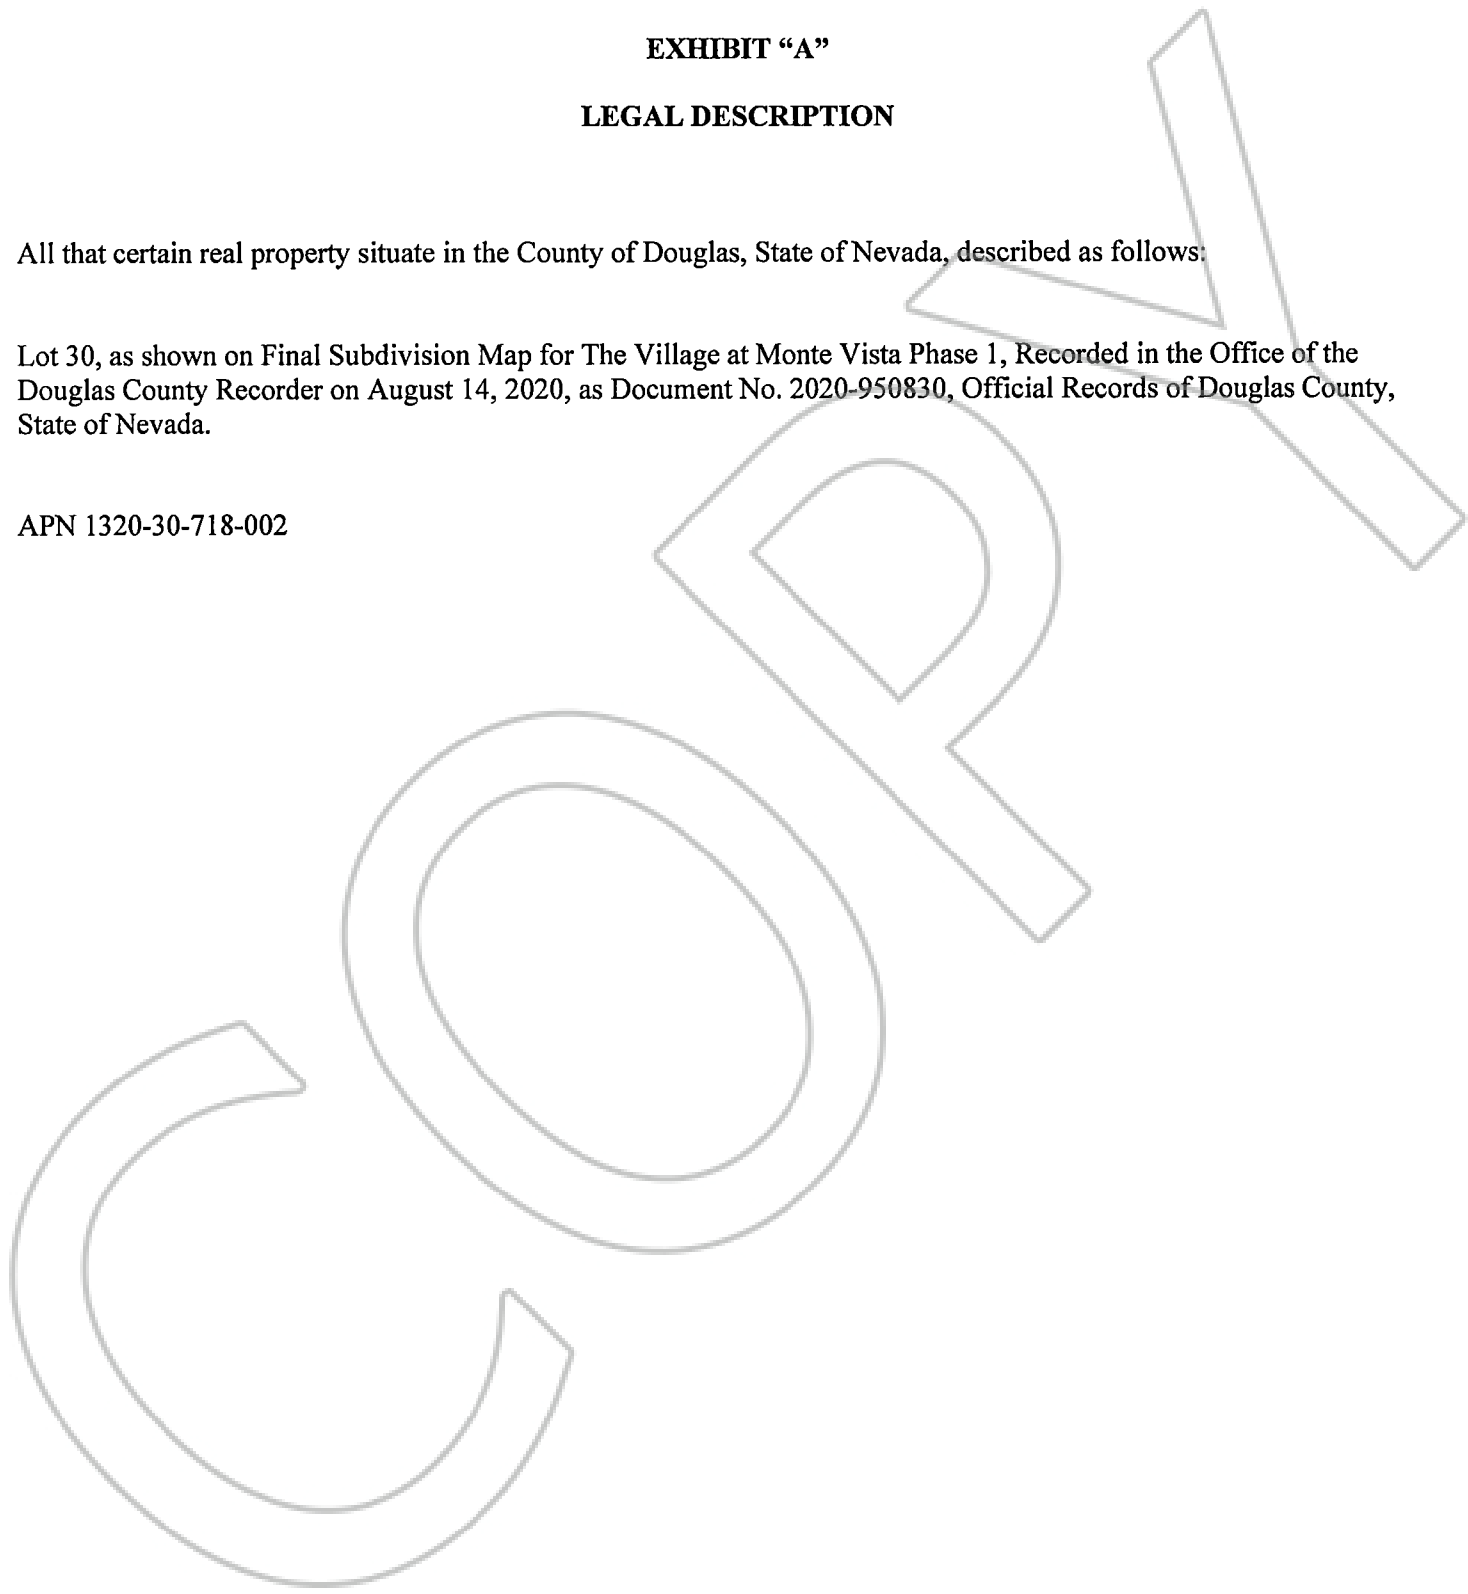 EXHIBIT “A”
LEGAL DESCRIPTION
All that certain real property situate in the County of Douglas, State of Nevada, described as follows:
Lot 30, as shown on Final Subdivision Map for The Village at Monte Vista Phase 1, Recorded in the Office of the
Douglas County Recorder on August 14, 2020, as Document No. 2020-950830, Official Records of Douglas County,
State of Nevada.
APN 1320-30-718-002
COPY